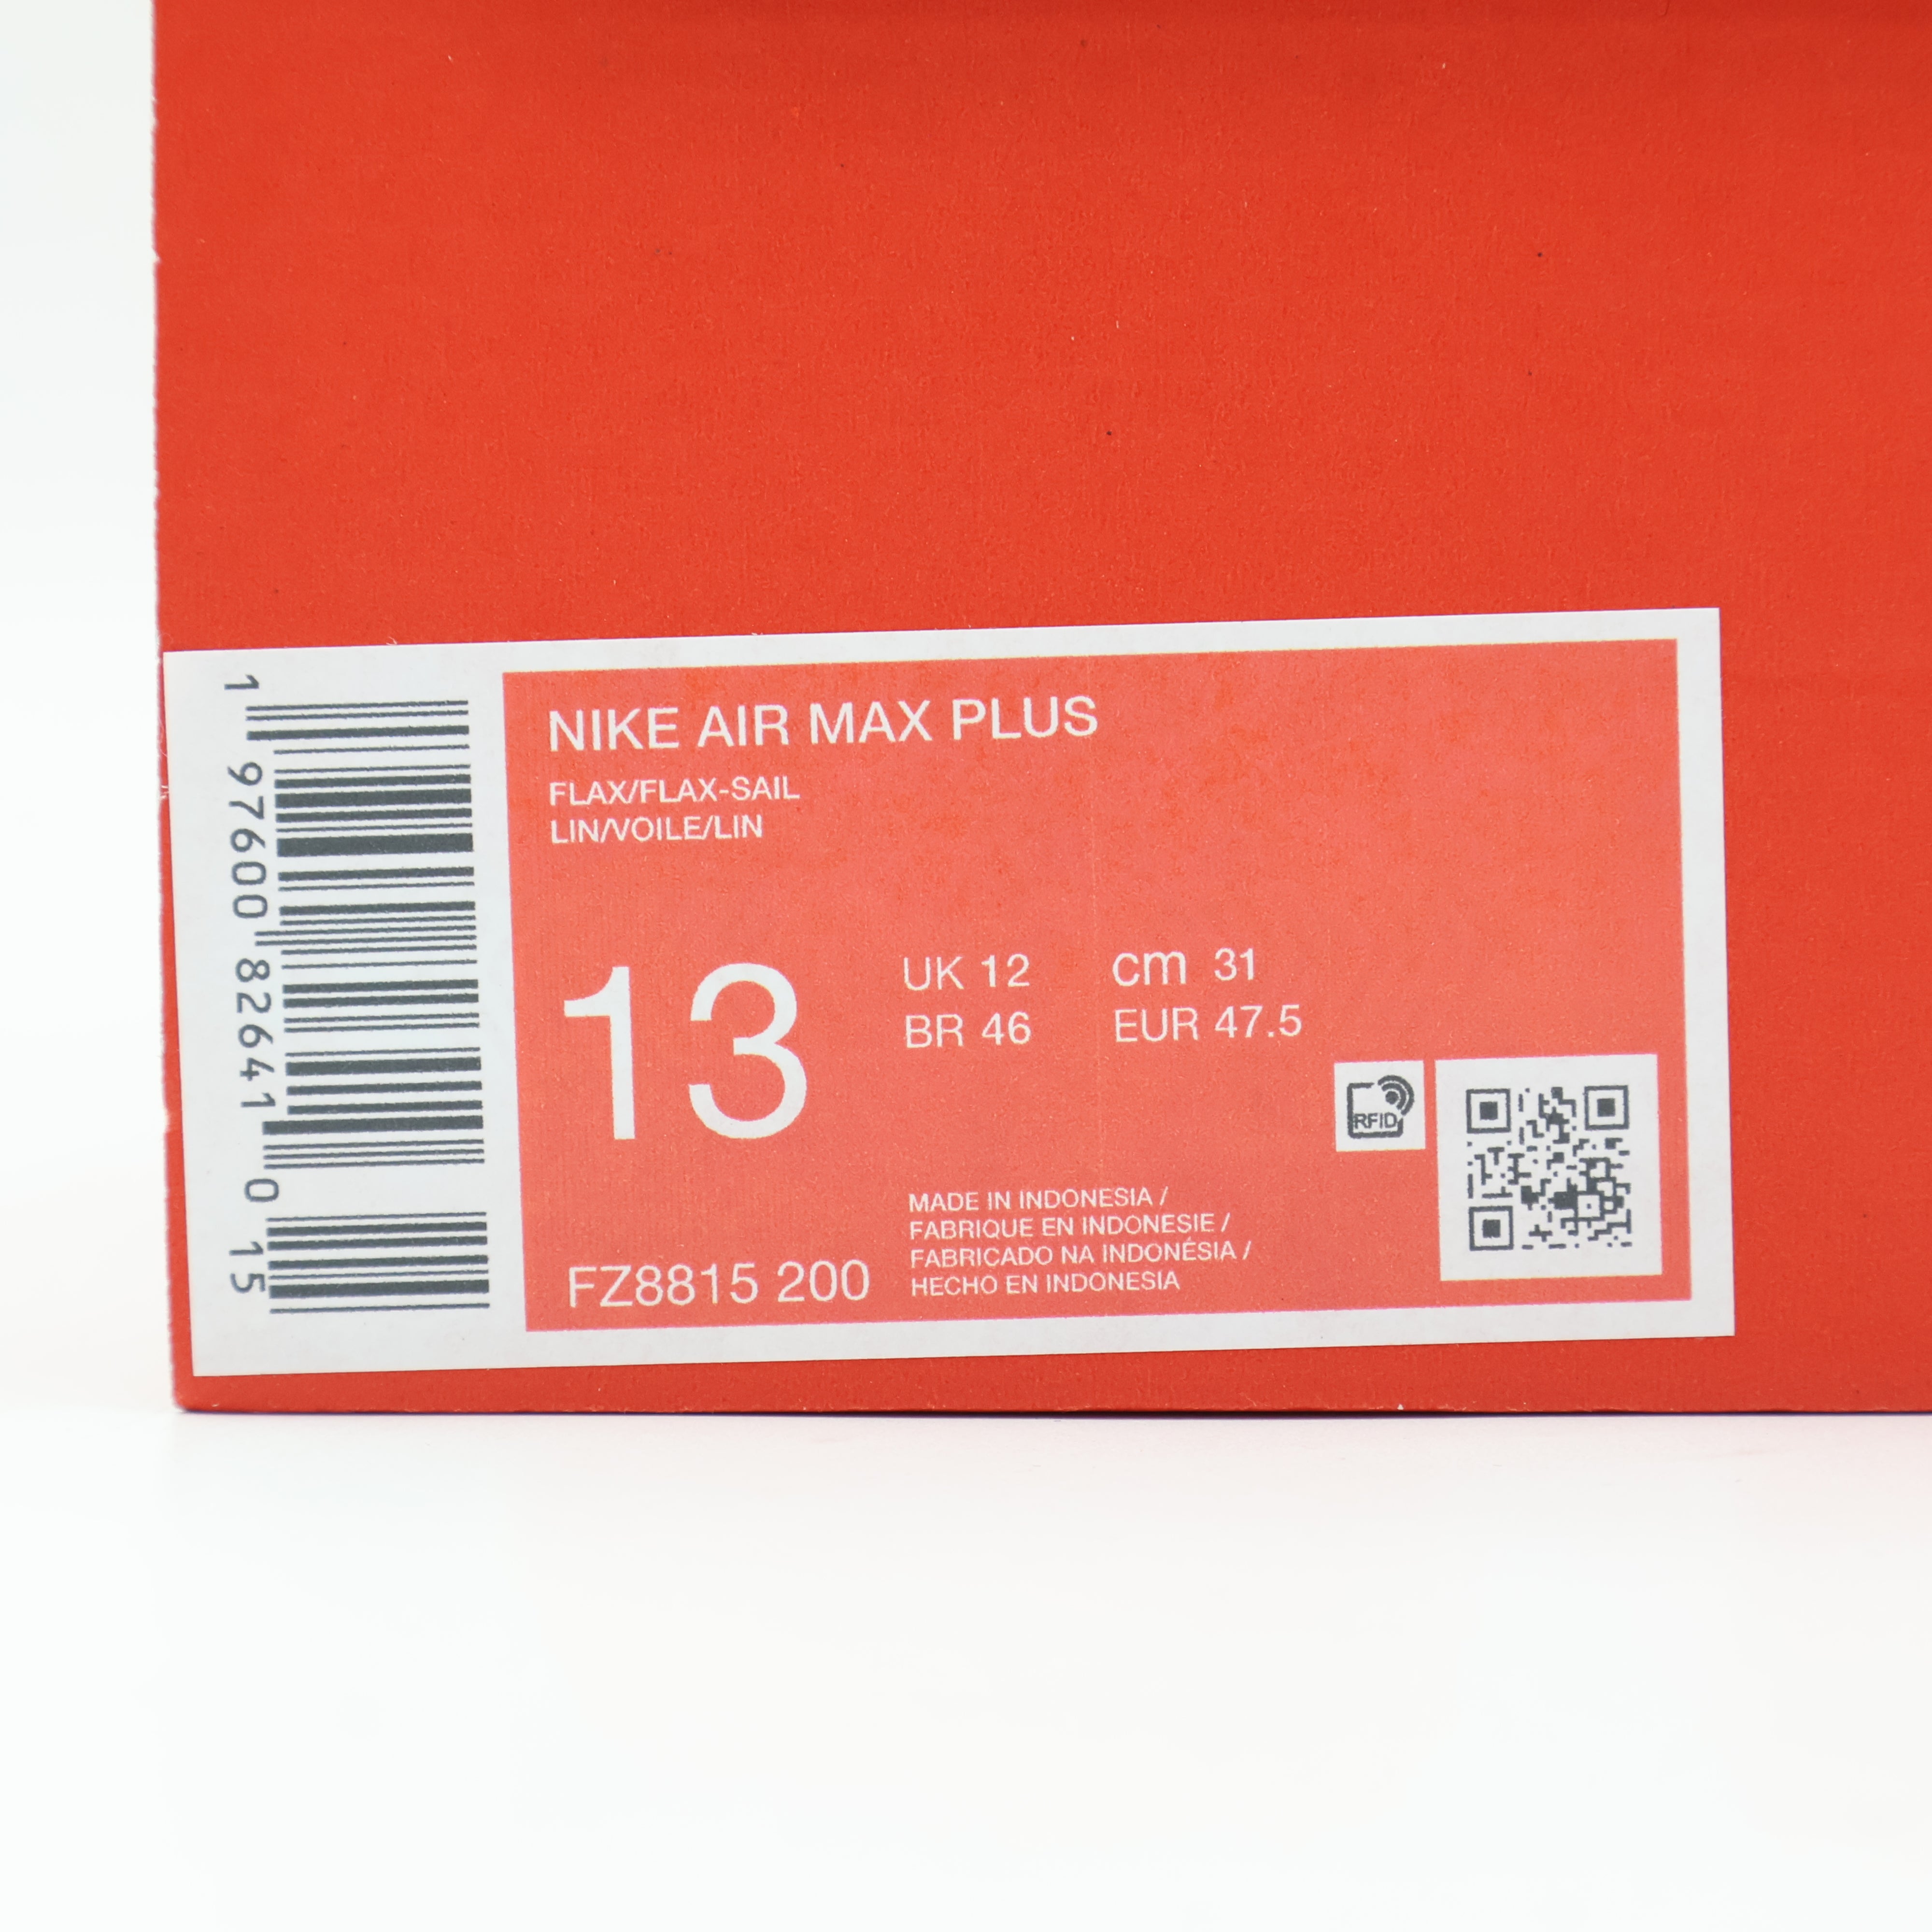 NIKE AIR MAX PLUS
FLAX/FLAX-SAIL
LIN/VOILE/LIN
13
UK 12 cm 31
BR 46 EUR 47.5
RFID
MADE IN INDONESIA /
FABRIQUE EN INDONESIE /
FABRICADO NA INDONÉSIA /
HECHO EN INDONESIA
FZ8815 200
1 97600 82641 0 15